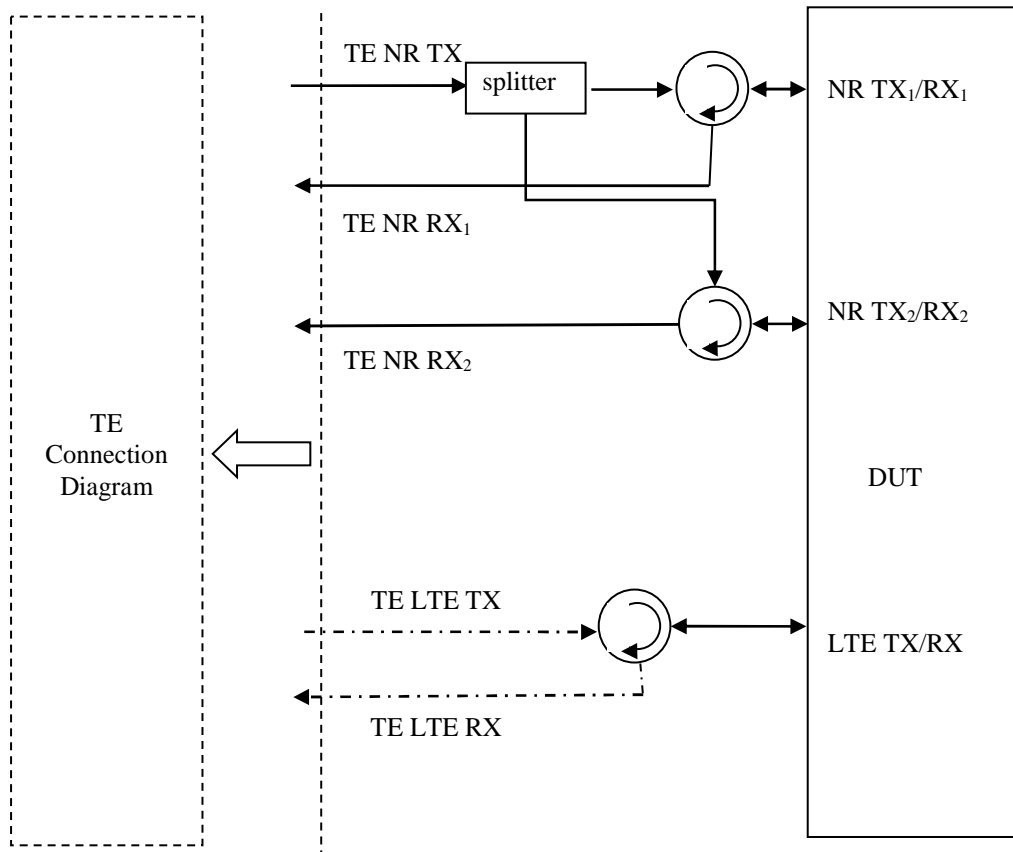 TE NR TX
splitter
NR TX₁/RX₁
TE NR RX₁
NR TX₂/RX₂
TE NR RX₂
TE
Connection
Diagram
DUT
TE LTE TX
LTE TX/RX
TE LTE RX